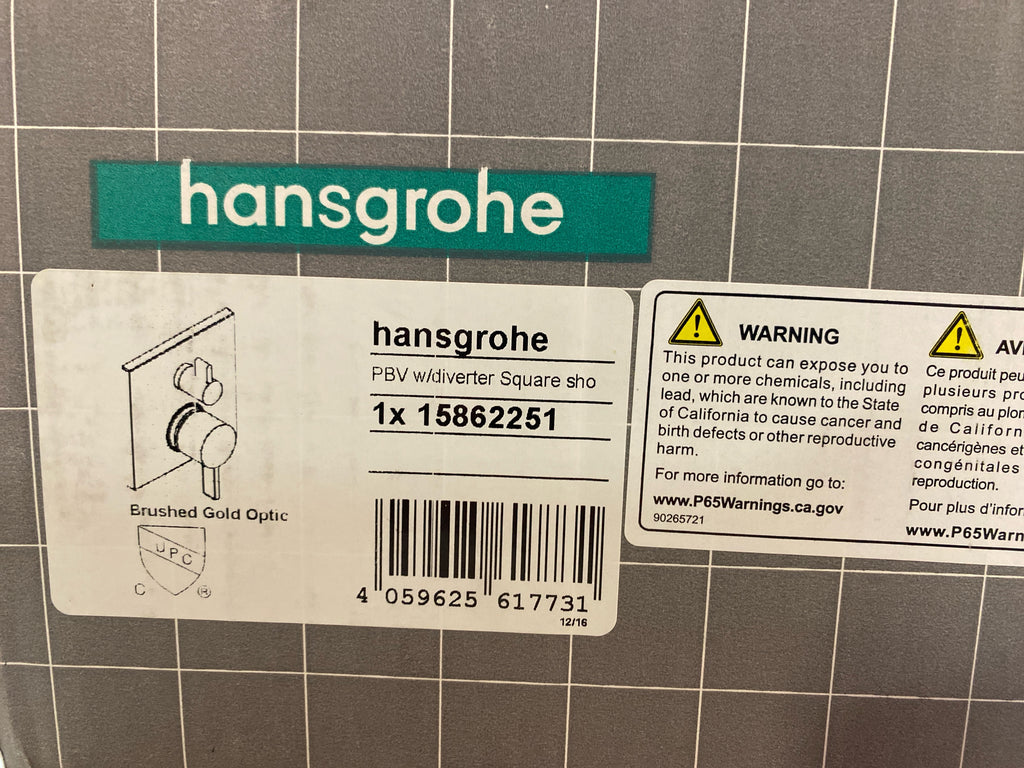 hansgrohe
hansgrohe
PBV w/diverter Square sho
1x 15862251
Brushed Gold Optic
UPC
C ®
4 059625 617731
12/16
WARNING
This product can expose you to
one or more chemicals, including
lead, which are known to the State
of California to cause cancer and
birth defects or other reproductive
harm.
For more information go to:
www.P65Warnings.ca.gov
90265721
Ce produit peu
plusieurs pro
compris au plom
de Californ
cancérigènes et
congénitales
reproduction.
Pour plus d'infor
www.P65Warn